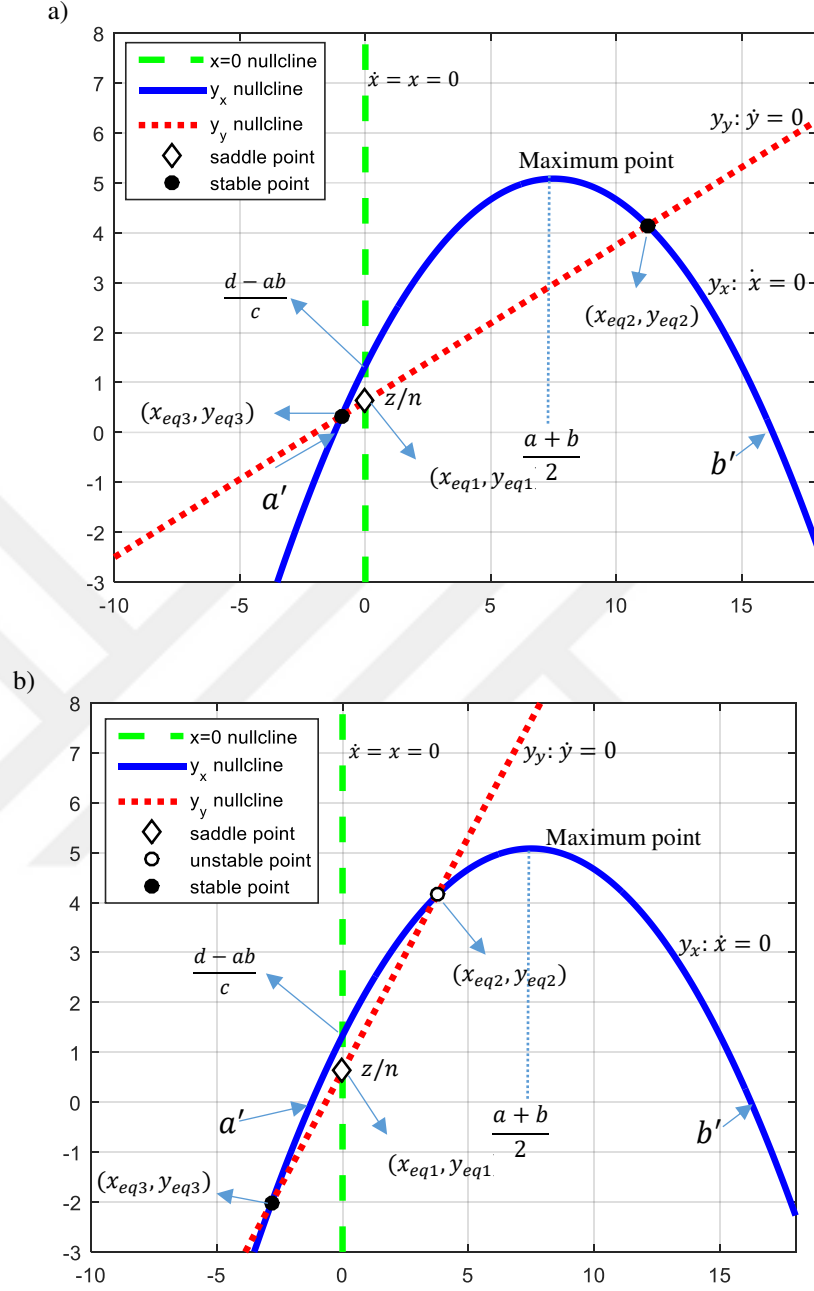 a)
8
7
6
5
4
3
2
1
0
-1
-2
-3
-10
-5
0
5
10
15
x=0 nullcline
y_x nullcline
y_y nullcline
saddle point
stable point
ẋ = x = 0
y_y: ẏ = 0
Maximum point
y_x: ẋ = 0
(x_eq2, y_eq2)
d − ab
c
(x_eq3, y_eq3)
z/n
a′
(x_eq1, y_eq1
a + b
2
b′
b)
8
7
6
5
4
3
2
1
0
-1
-2
-3
-10
-5
0
5
10
15
x=0 nullcline
y_x nullcline
y_y nullcline
saddle point
unstable point
stable point
ẋ = x = 0
y_y: ẏ = 0
Maximum point
y_x: ẋ = 0
d − ab
c
(x_eq2, y_eq2)
z/n
a′
a + b
2
b′
(x_eq1, y_eq1
(x_eq3, y_eq3)